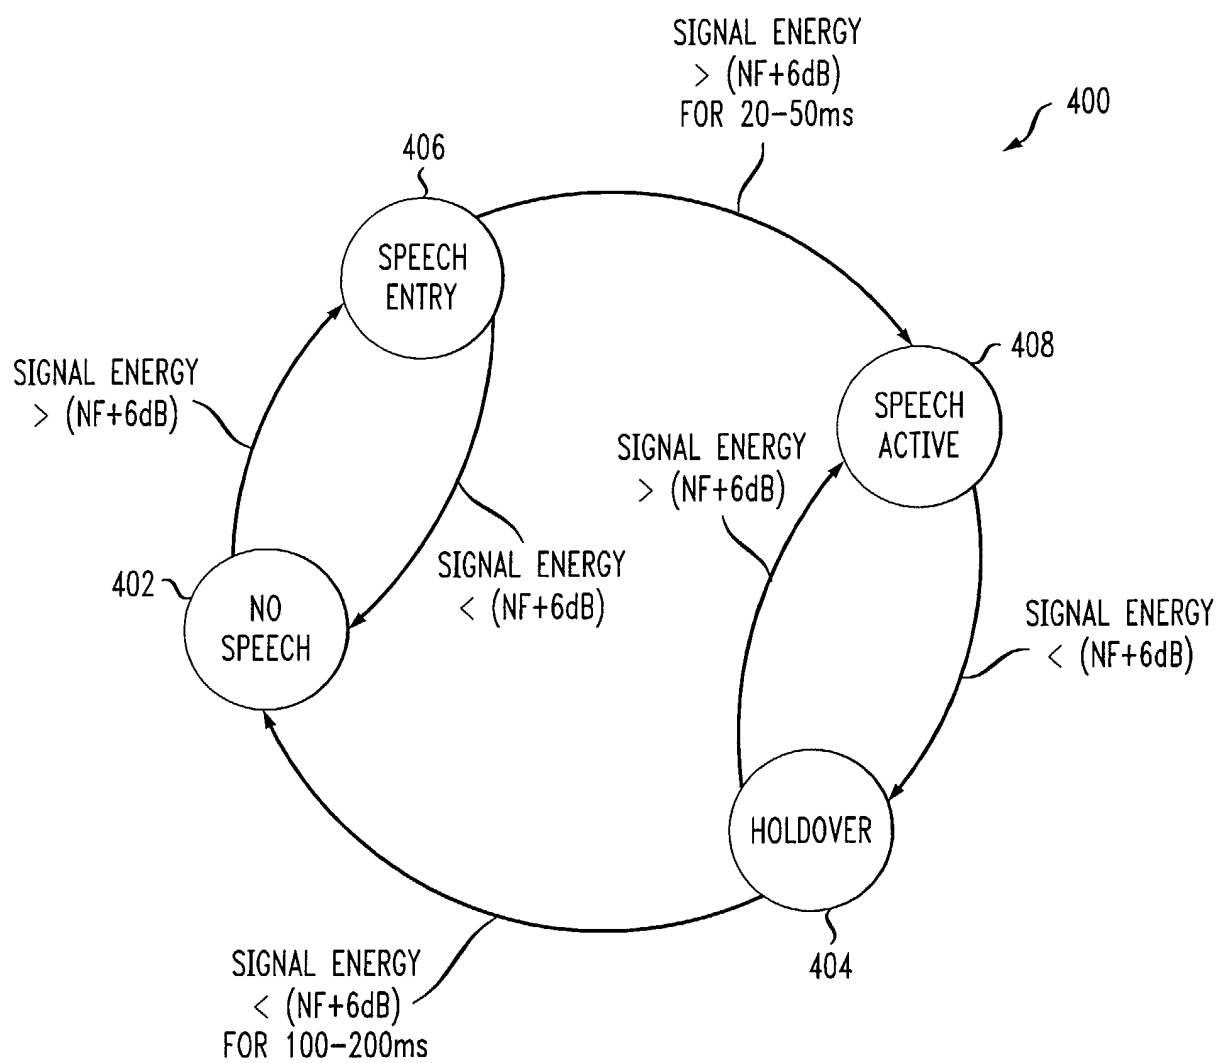 SIGNAL ENERGY
> (NF+6dB)
FOR 20-50ms
400
406
SPEECH
ENTRY
SIGNAL ENERGY
> (NF+6dB)
408
SPEECH
ACTIVE
SIGNAL ENERGY
> (NF+6dB)
SIGNAL ENERGY
< (NF+6dB)
402
NO
SPEECH
SIGNAL ENERGY
< (NF+6dB)
HOLDOVER
404
SIGNAL ENERGY
< (NF+6dB)
FOR 100-200ms